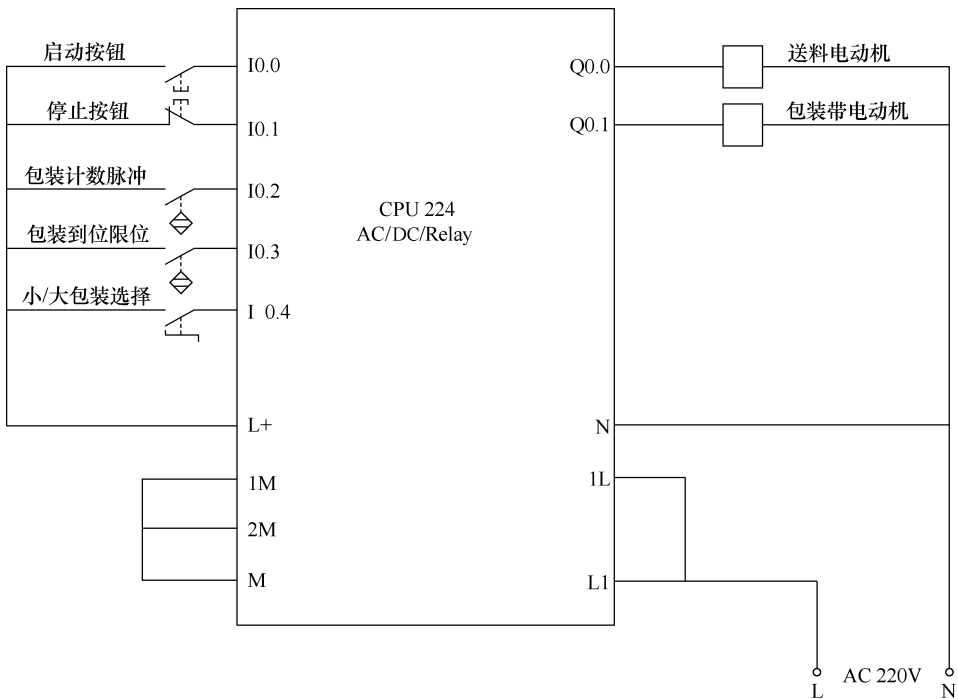 启动按钮
I0.0
停止按钮
I0.1
包装计数脉冲
I0.2
包装到位限位
I0.3
小/大包装选择
I 0.4
L+
1M
2M
M
CPU 224
AC/DC/Relay
Q0.0
送料电动机
Q0.1
包装带电动机
N
1L
L1
AC 220V
L
N